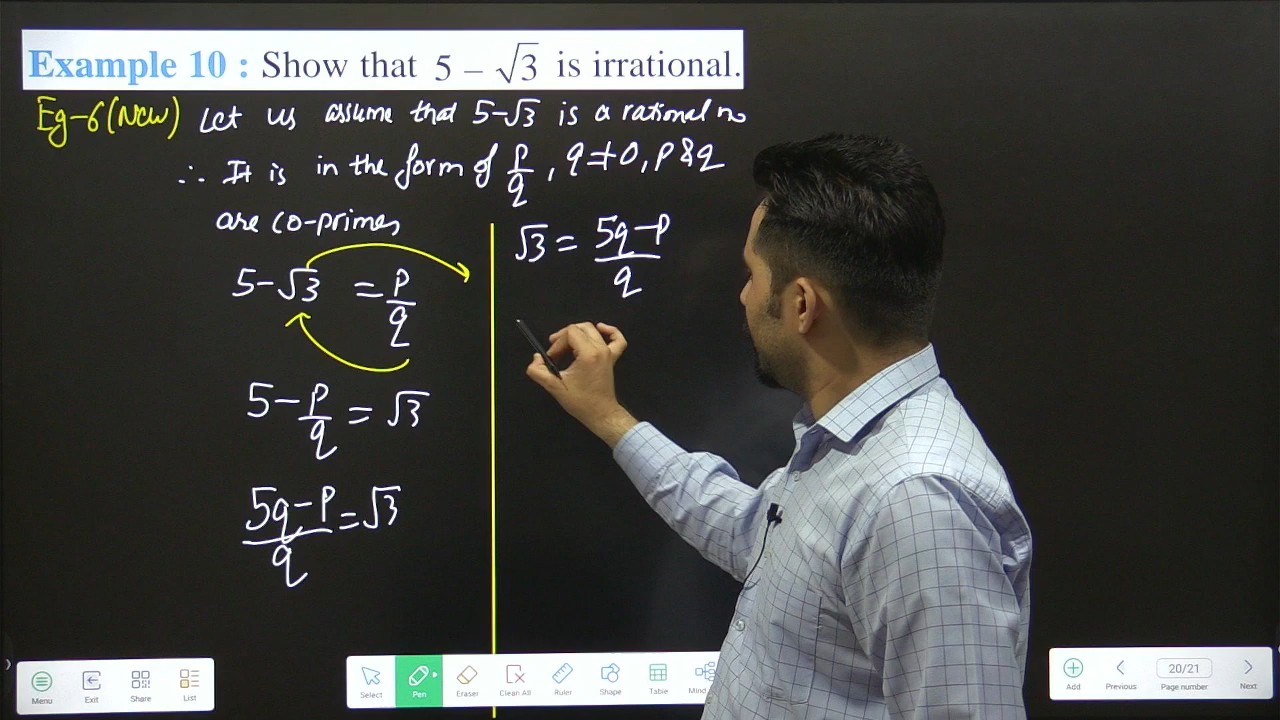 Example 10 : Show that 5 – √3 is irrational.
Eg-6 (New) Let us assume that 5-√3 is a rational no
∴ It is in the form of p/q, q≠0, p & q
are co-primes
5-√3 = p/q
5-p/q = √3
5q-p/q = √3
√3 = 5q-p/q
Menu Exit Share List
Select Pen Eraser Clean All Ruler Shape Table Mind
Add Previous 20/21 Page number Next